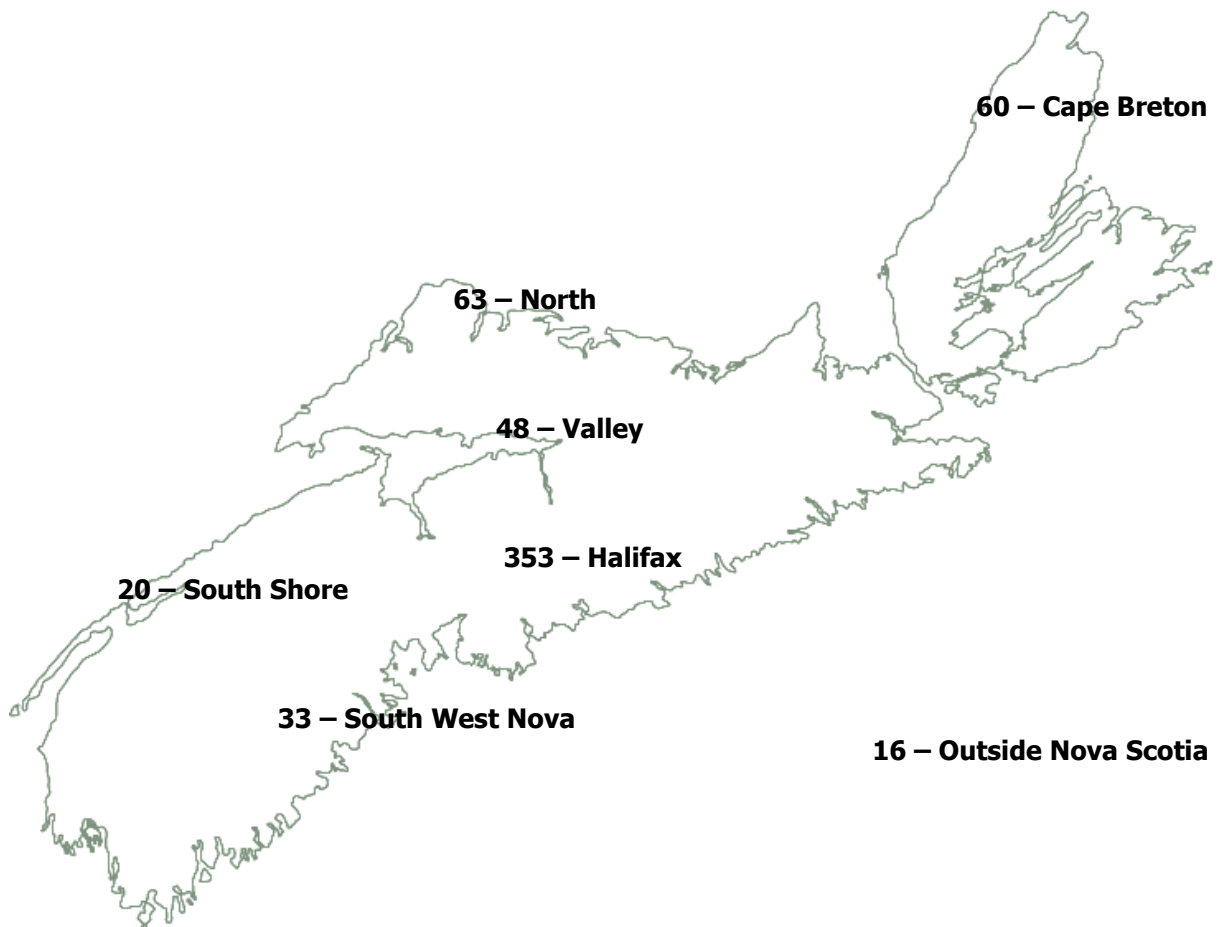 60 – Cape Breton
63 – North
48 – Valley
353 – Halifax
20 – South Shore
33 – South West Nova
16 – Outside Nova Scotia